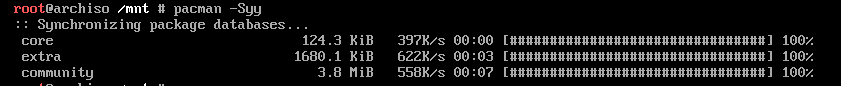 root@archiso /mnt # pacman -Syy
:: Synchronizing package databases...
core 124.3 KiB 397K/s 00:00 [################################] 100%
extra 1680.1 KiB 622K/s 00:03 [################################] 100%
community 3.8 MiB 558K/s 00:07 [################################] 100%